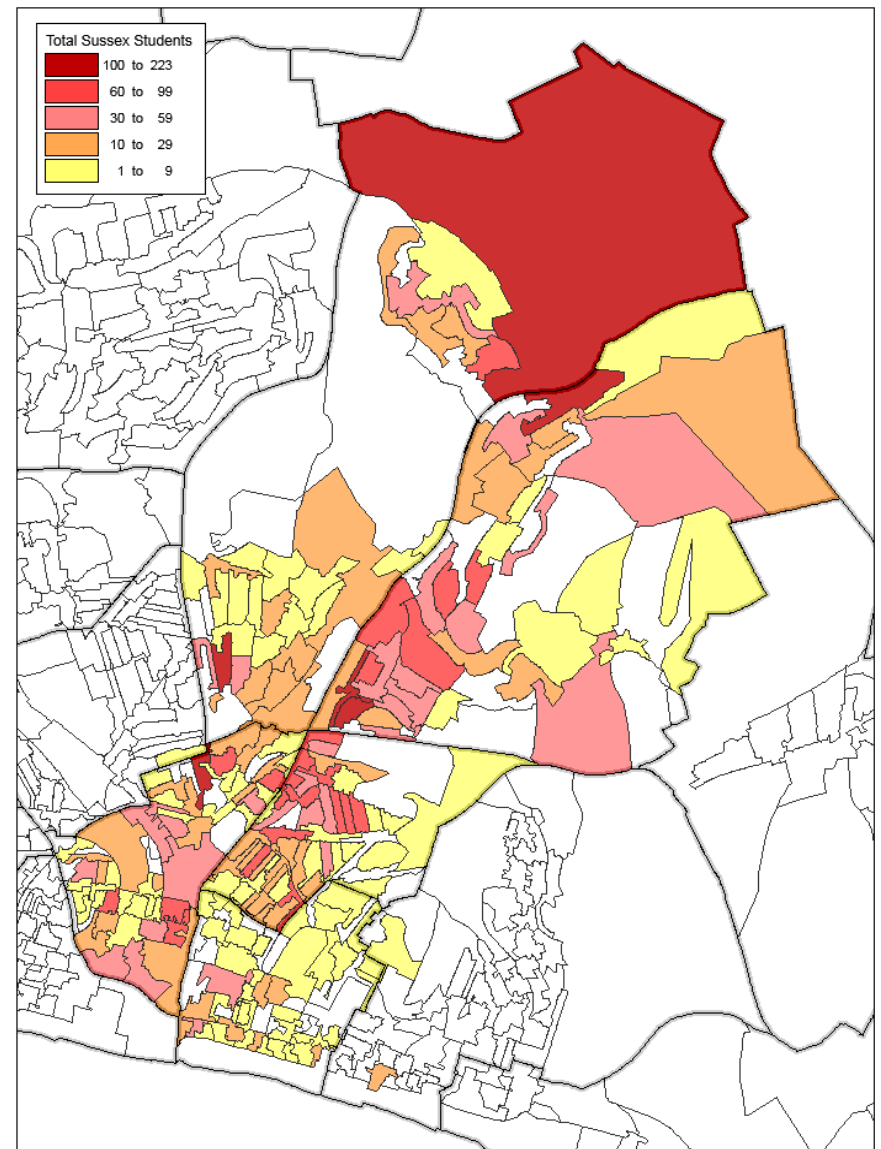 Total Sussex Students
100 to 223
60 to 99
30 to 59
10 to 29
1 to 9